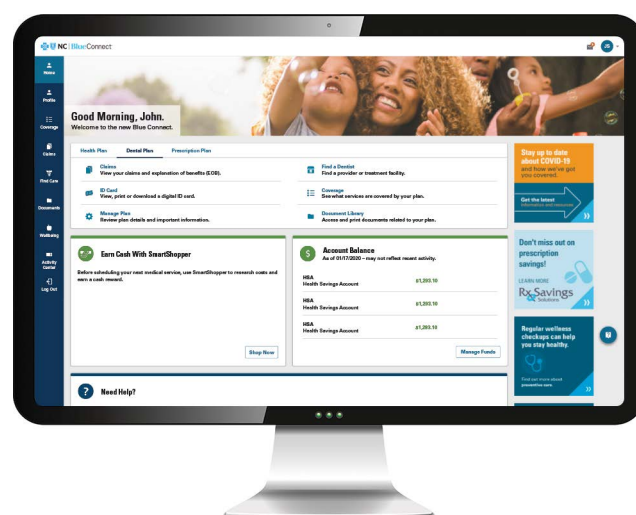 NC BlueConnect
JS
Home
Profile
Coverage
Claims
Find Care
Documents
Wellbeing
Activity
Center
Log Out
Good Morning, John.
Welcome to the new Blue Connect.
Health Plan Dental Plan Prescription Plan
Claims
View your claims and explanation of benefits (EOB).
Find a Dentist
Find a provider or treatment facility.
ID Card
View, print or download a digital ID card.
Coverage
See what services are covered by your plan.
Manage Plan
Review plan details and important information.
Document Library
Access and print documents related to your plan.
Earn Cash With SmartShopper
Before scheduling your next medical service, use SmartShopper to research costs and
earn a cash reward.
Shop Now
$
Account Balance
As of 01/17/2020 – may not reflect recent activity.
HSA
Health Savings Account
$1,293.10
HSA
Health Savings Account
$1,293.10
HSA
Health Savings Account
$1,293.10
Manage Funds
? Need Help?
Stay up to date
about COVID-19
and how we've got
you covered.
Get the latest
information and resources
Don't miss out on
prescription
savings!
LEARN MORE
Rx Savings
Solutions
Regular wellness
checkups can help
you stay healthy.
Find out more about
preventive care.